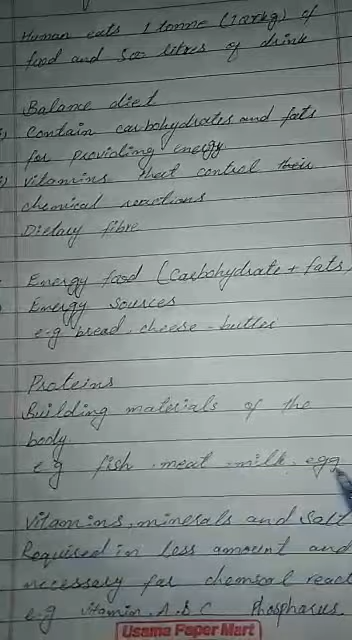 Human eats 1 tonne (1000kg) of
food and 500 litres of drink
Balance diet
i) Contain carbohydrates and fats
for providing energy
ii) vitamins that control their
chemical reactions
Dietary fibre
Energy food (Carbohydrate + fats
Energy Sources
e.g bread, cheese - butter
Proteins
Building materials of the
body
e.g fish, meat, milk, egg
Vitamins, minerals and Salt
Required in less amount and
necessary for chemical react
e.g vitamin A.B.C Phosphorus
Usama Paper Mart